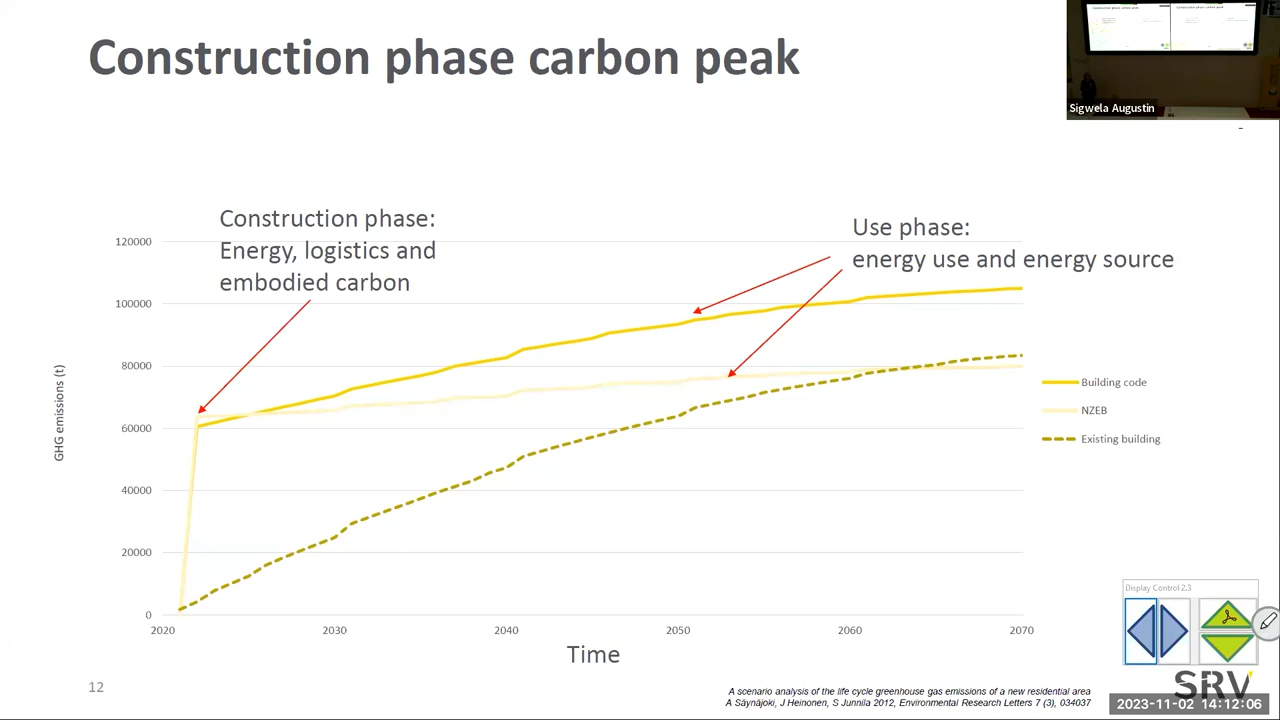 Construction phase carbon peak
Sigwela Augustin
Construction phase:
Energy, logistics and
embodied carbon
Use phase:
energy use and energy source
120000
100000
80000
60000
40000
20000
0
GHG emissions (t)
2020
2030
2040
2050
2060
2070
Time
Building code
NZEB
Existing building
Display Control 2,3
12
A scenario analysis of the life cycle greenhouse gas emissions of a new residential area
A Säynäjoki, J Heinonen, S Junnila 2012, Environmental Research Letters 7 (3), 034037
SRV
2023-11-02 14:12:06